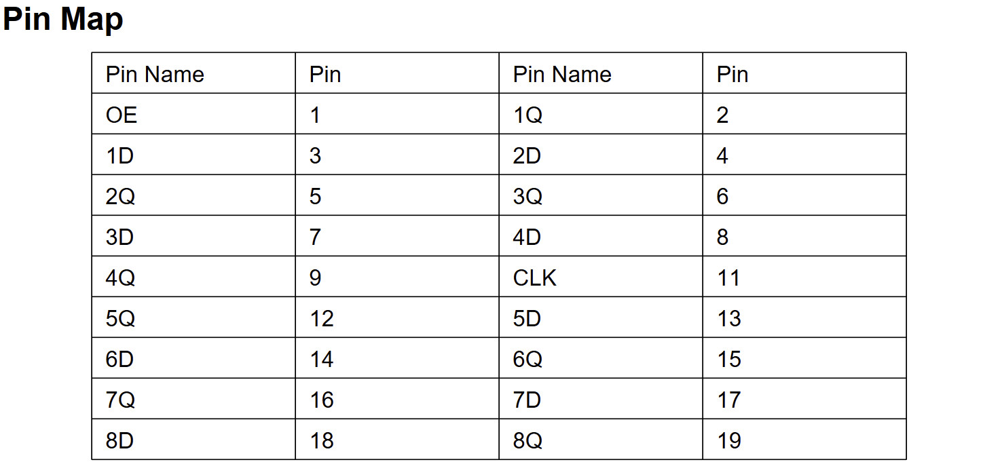 Pin Map
Pin Name Pin Pin Name Pin
OE 1 1Q 2
1D 3 2D 4
2Q 5 3Q 6
3D 7 4D 8
4Q 9 CLK 11
5Q 12 5D 13
6D 14 6Q 15
7Q 16 7D 17
8D 18 8Q 19